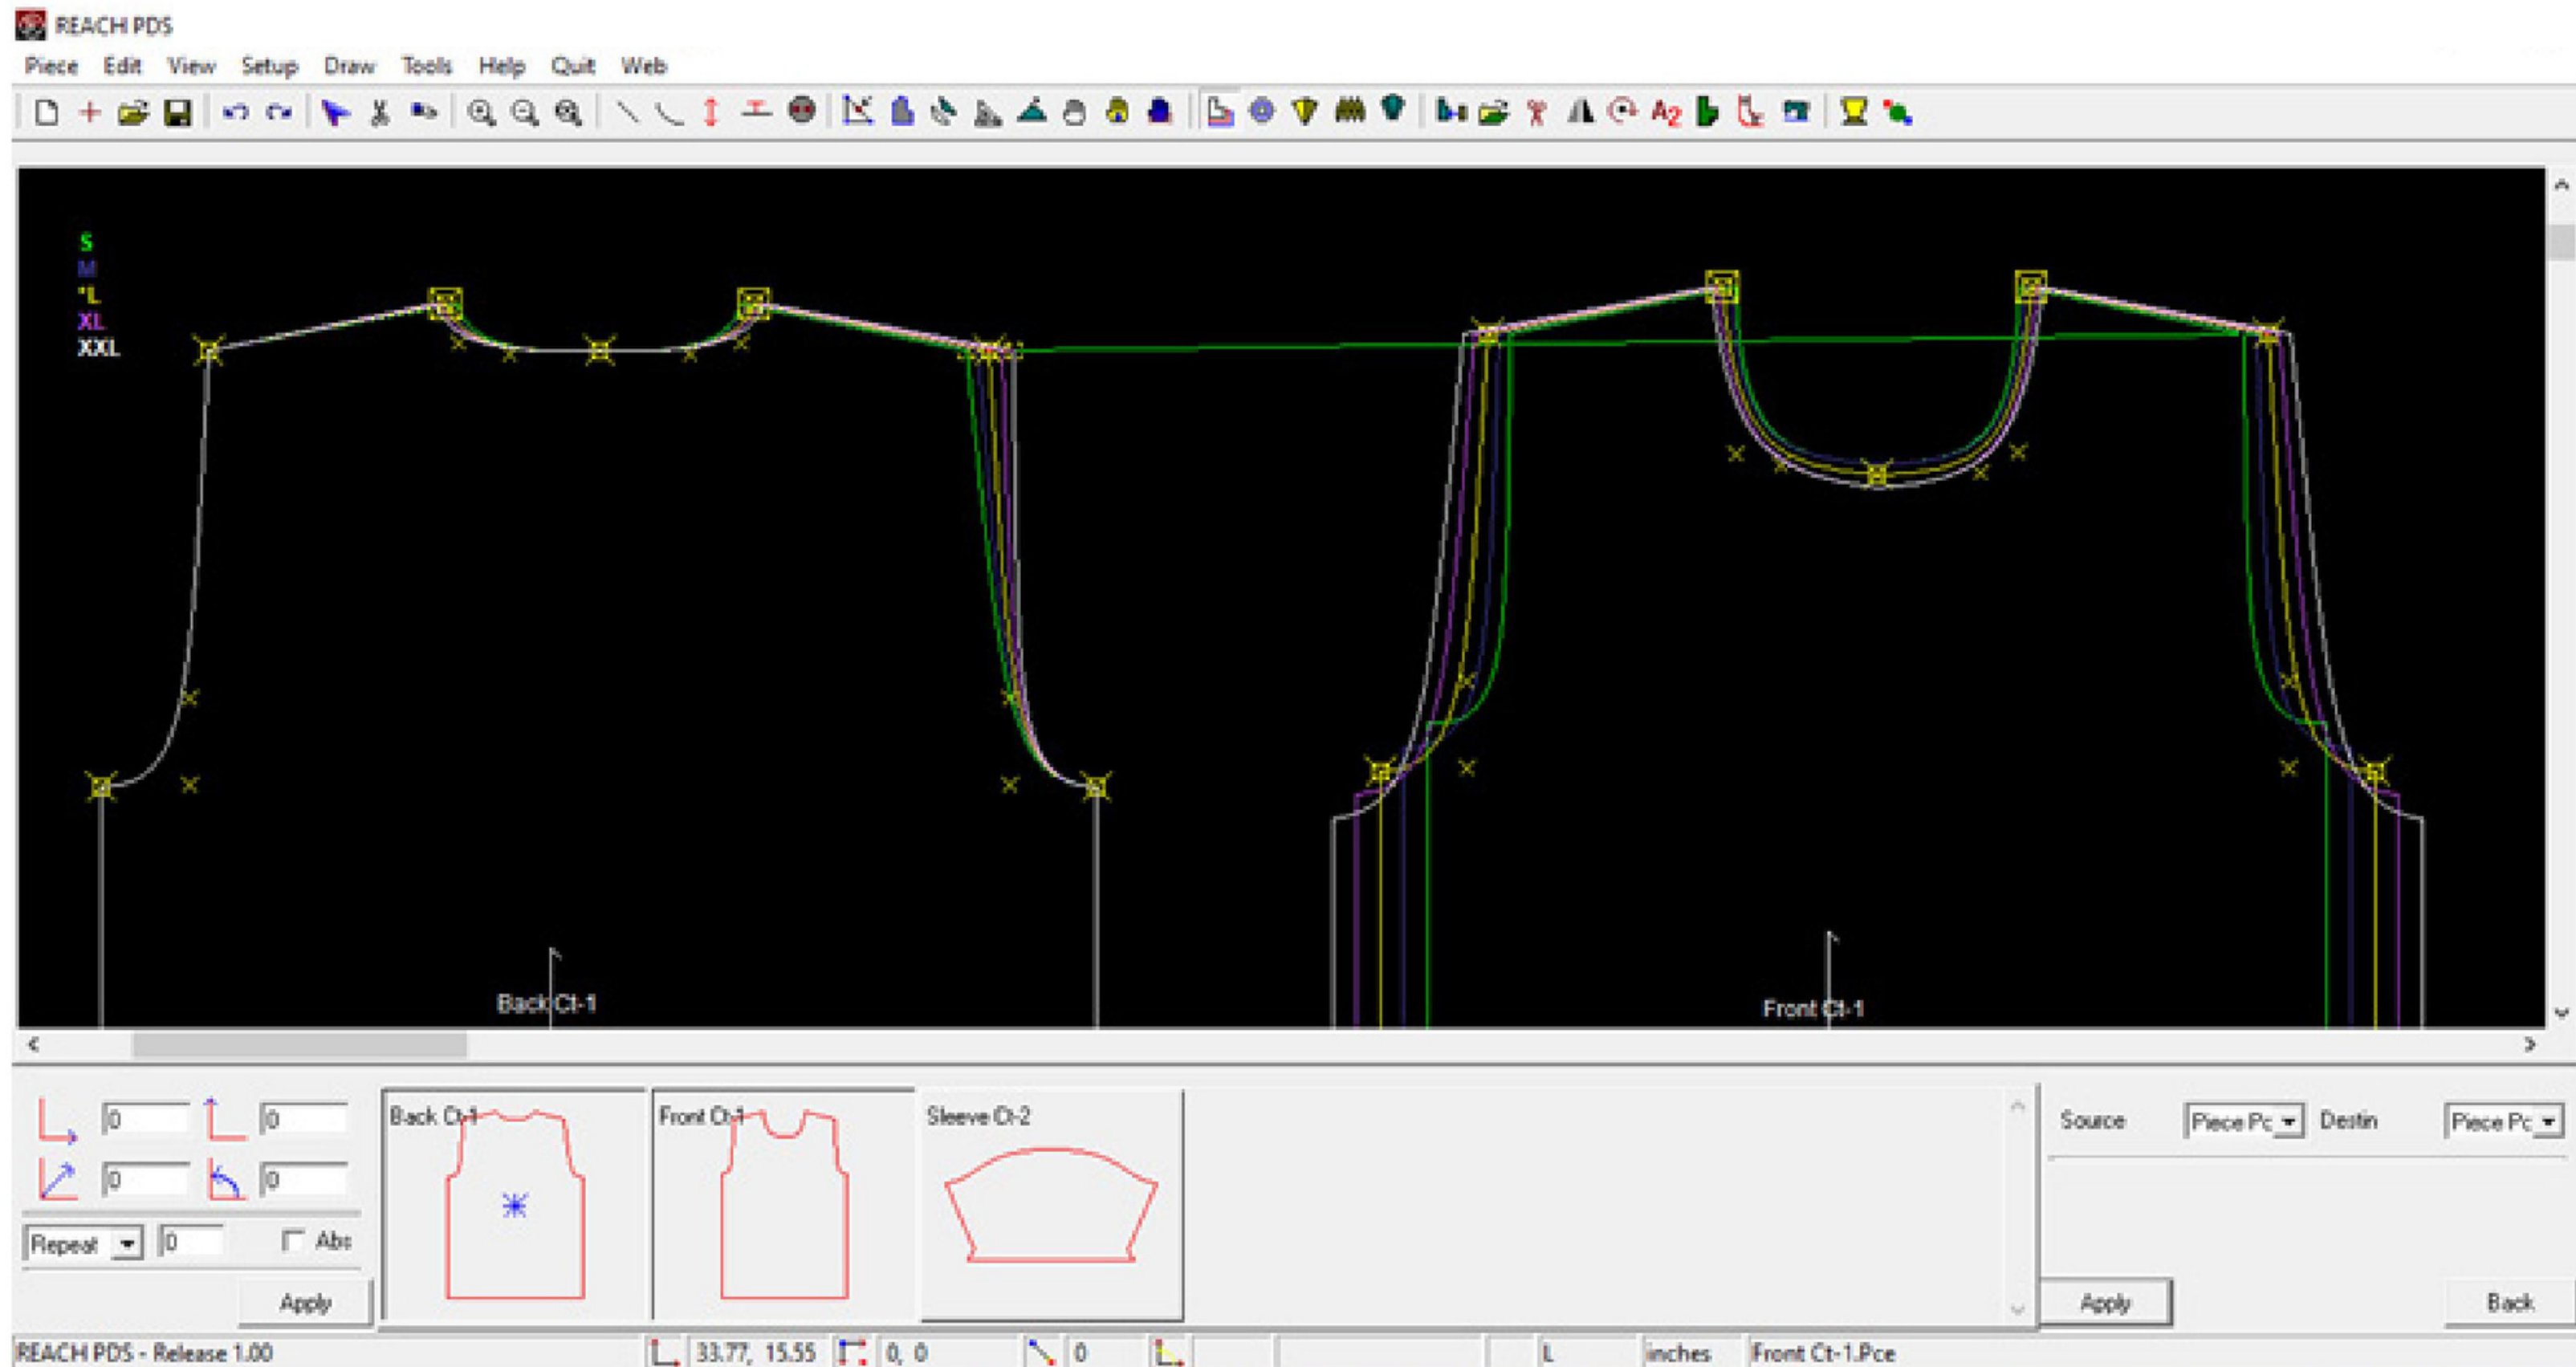 REACH PDS
Piece Edit View Setup Draw Tools Help Quit Web
A2
S
M
*L
XL
XXL
Back Ct-1
Front Ct-1
0 0
Back Ct-1
Front Ct-1
Sleeve Ct-2
Source Piece Pc Destin Piece Pc
0 0
Repeat 0 Abs
Apply
Apply
Back
REACH PDS - Release 1.00 33.77, 15.55 0, 0 0 L inches Front Ct-1.Pce